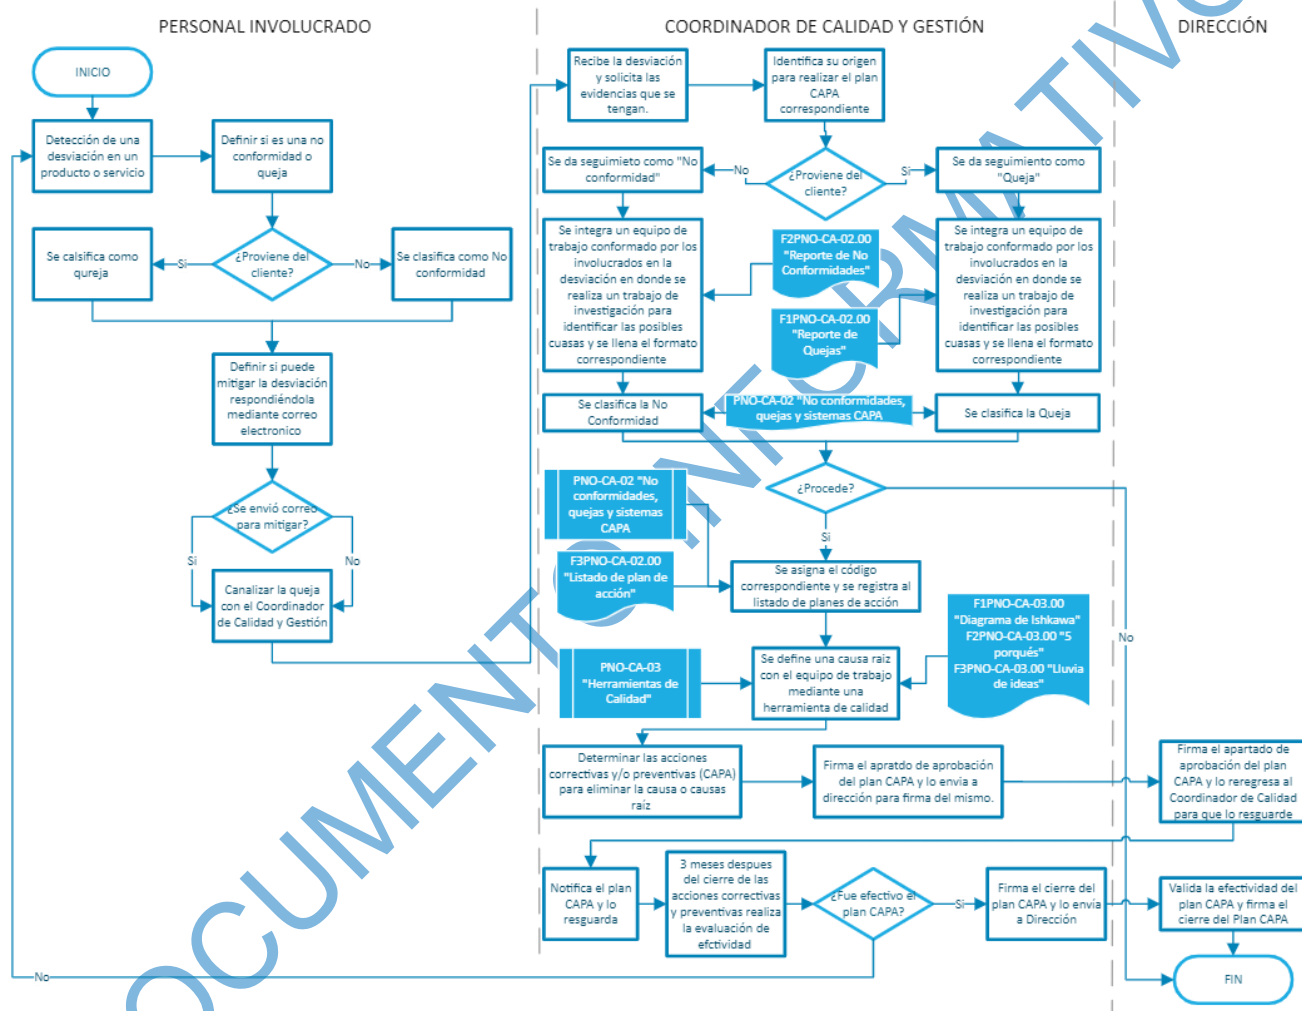 PERSONAL INVOLUCRADO
COORDINADOR DE CALIDAD Y GESTIÓN
DIRECCIÓN
INICIO
Detección de una
desviación en un
producto o servicio
Definir si es una no
conformidad o
queja
¿Proviene del
cliente?
Si
No
Se calsifica como
qureja
Se clasifica como No
conformidad
Definir si puede
mitigar la desviación
respondiéndola
mediante correo
electronico
¿Se envió correo
para mitigar?
Si
No
Canalizar la queja
con el Coordinador
de Calidad y Gestión
Recibe la desviación
y solicita las
evidencias que se
tengan.
Identifica su origen
para realizar el plan
CAPA
correspondiente
¿Proviene del
cliente?
No
Si
Se da seguimieto como "No
conformidad"
Se da seguimiento como
"Queja"
Se integra un equipo de
trabajo conformado por los
involucrados en la
desviación en donde se
realiza un trabajo de
investigación para
identificar las posibles
cuasas y se llena el formato
correspondiente
F2PNO-CA-02.00
"Reporte de No
Conformidades"
F1PNO-CA-02.00
"Reporte de
Quejas"
Se integra un equipo de
trabajo conformado por los
involucrados en la
desviación en donde se
realiza un trabajo de
investigación para
identificar las posibles
cuasas y se llena el formato
correspondiente
Se clasifica la No
Conformidad
PNO-CA-02 "No conformidades,
quejas y sistemas CAPA
Se clasifica la Queja
¿Procede?
Si
No
PNO-CA-02 "No
conformidades,
quejas y sistemas
CAPA
F3PNO-CA-02.00
"Listado de plan de
acción"
Se asigna el código
correspondiente y se registra al
listado de planes de acción
F1PNO-CA-03.00
"Diagrama de Ishkawa"
F2PNO-CA-03.00 "5
porqués"
F3PNO-CA-03.00 "Lluvia
de ideas"
PNO-CA-03
"Herramientas de
Calidad"
Se define una causa raiz
con el equipo de trabajo
mediante una
herramienta de calidad
Determinar las acciones
correctivas y/o preventivas (CAPA)
para eliminar la causa o causas
raíz
Firma el apratdo de aprobación
del plan CAPA y lo envia a
dirección para firma del mismo.
Firma el apartado de
aprobación del plan
CAPA y lo reregresa al
Coordinador de Calidad
para que lo resguarde
Notifica el plan
CAPA y lo
resguarda
3 meses despues
del cierre de las
acciones correctivas
y preventivas realiza
la evaluación de
efctividad
¿Fue efectivo el
plan CAPA?
Si
No
Firma el cierre del
plan CAPA y lo envía
a Dirección
Valida la efectividad del
plan CAPA y firma el
cierre del Plan CAPA
FIN
DOCUMENTO INFORMATIVO